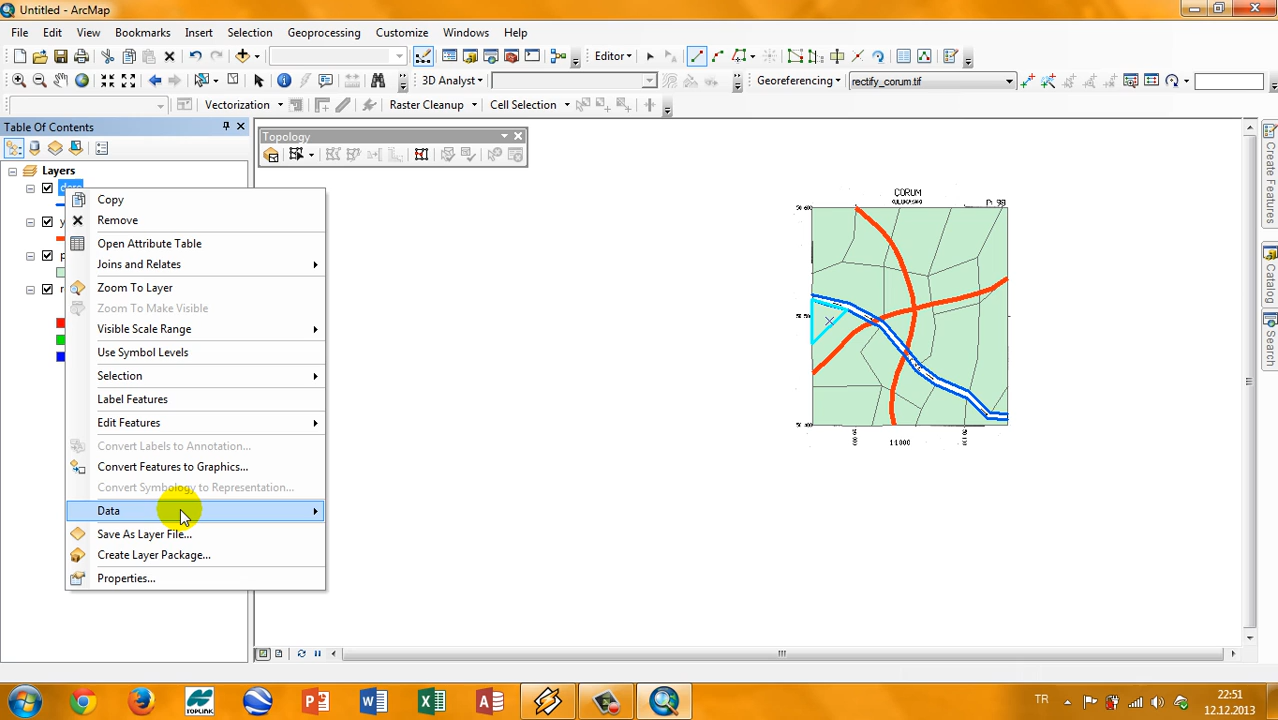 Untitled - ArcMap
File Edit View Bookmarks Insert Selection Geoprocessing Customize Windows Help
Editor
3D Analyst Georeferencing rectify_corum.tif
Vectorization Raster Cleanup Cell Selection
Table Of Contents
Topology
Layers
Copy
Remove
Open Attribute Table
Joins and Relates
Zoom To Layer
Zoom To Make Visible
Visible Scale Range
Use Symbol Levels
Selection
Label Features
Edit Features
Convert Labels to Annotation...
Convert Features to Graphics...
Convert Symbology to Representation...
Data
Save As Layer File...
Create Layer Package...
Properties...
y
p
r
CORUM
Create Features
Catalog
Search
TOPLINK
TR
22:51
12.12.2013